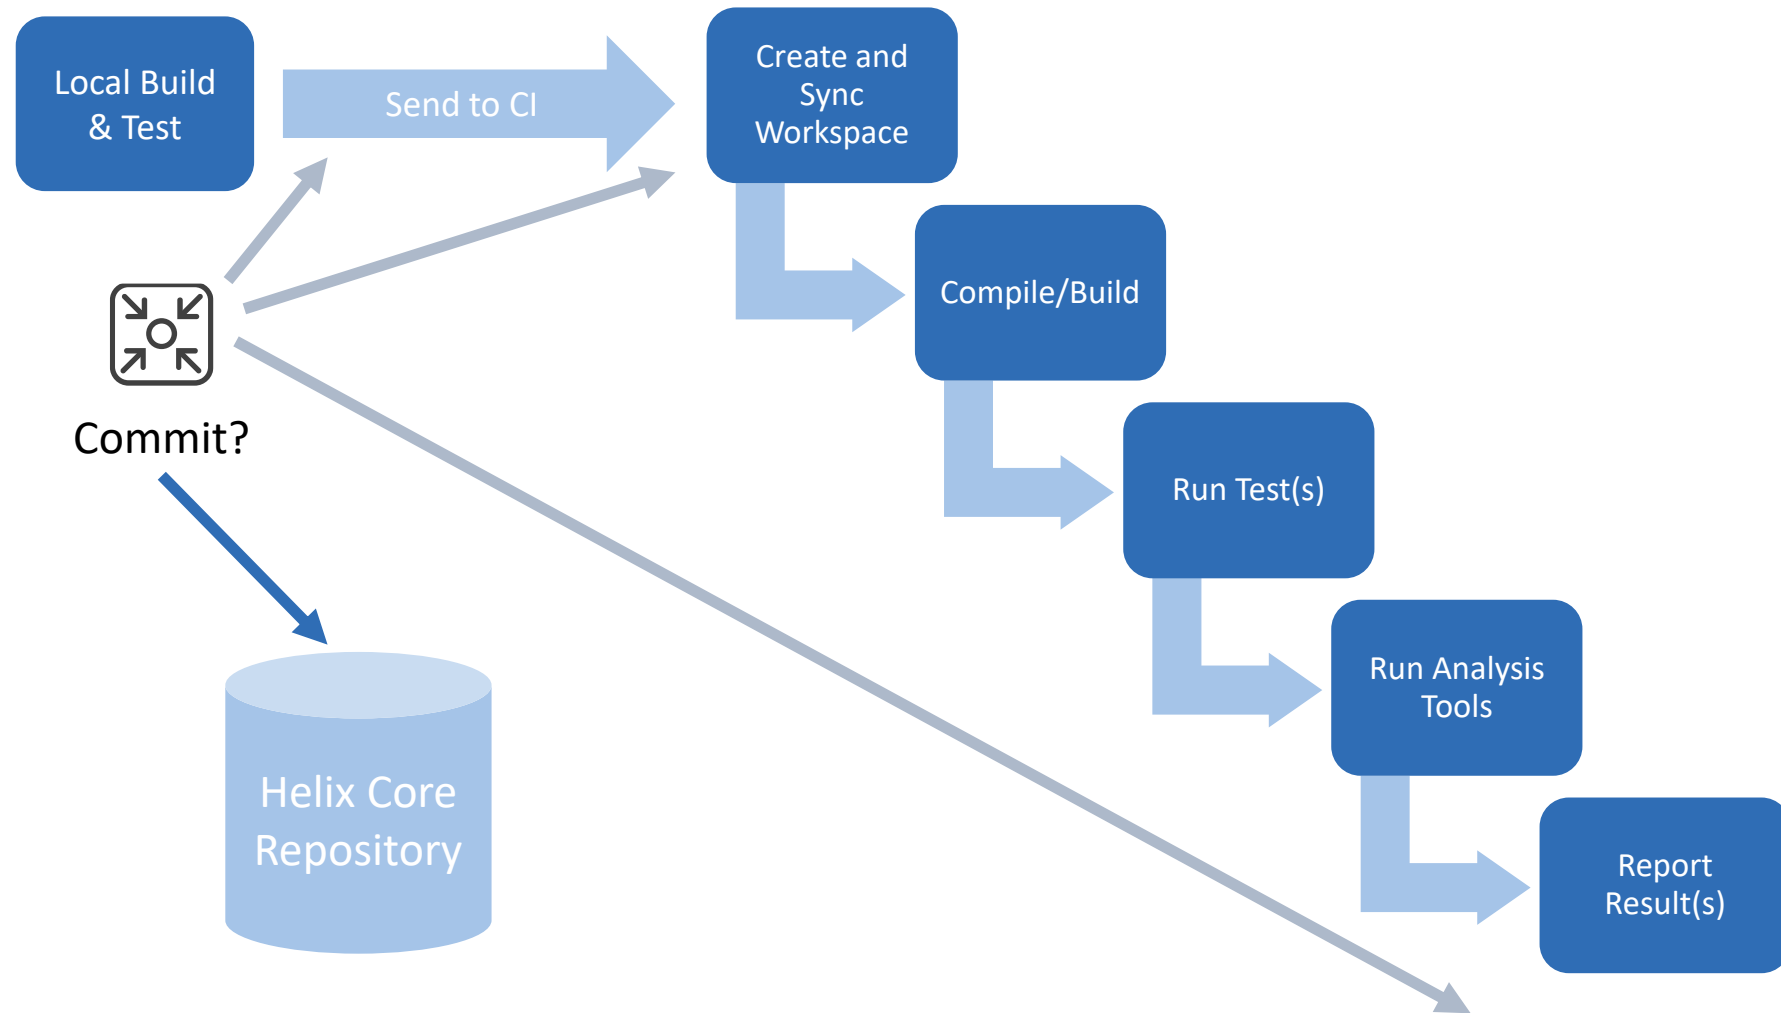 Local Build
& Test
Send to CI
Create and
Sync
Workspace
Compile/Build
Commit?
Run Test(s)
Run Analysis
Tools
Helix Core
Repository
Report
Result(s)